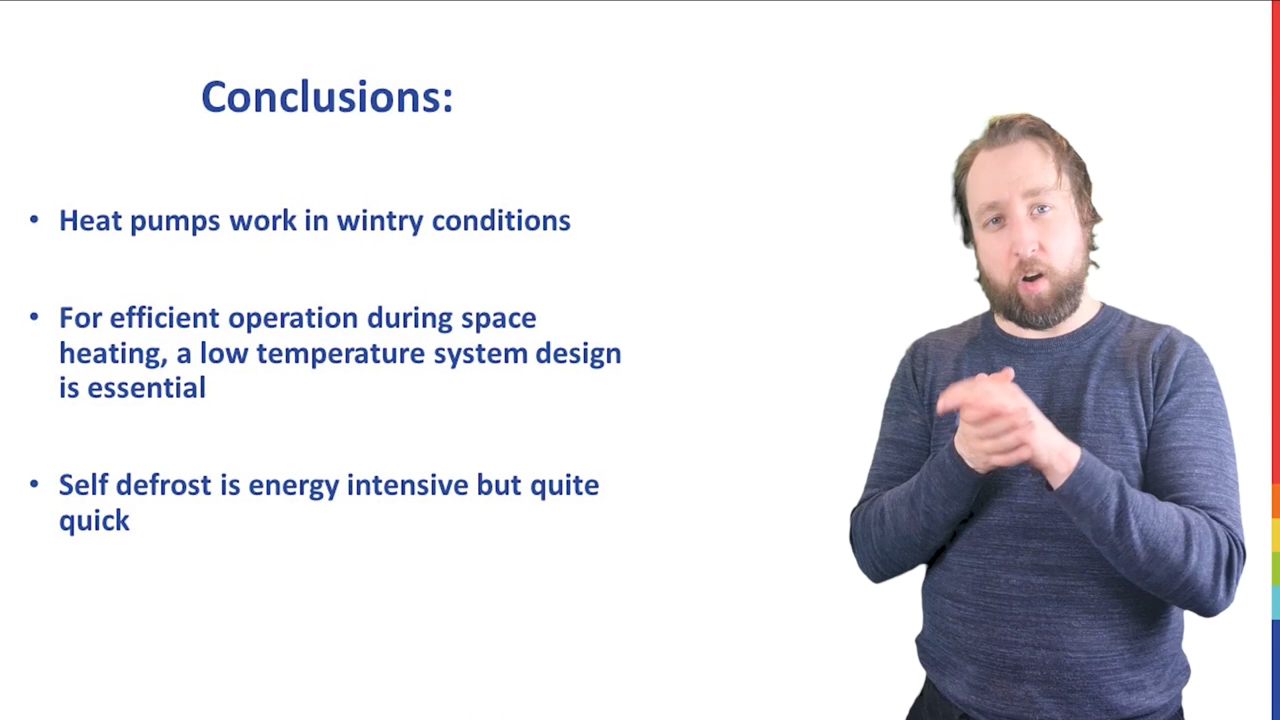 Conclusions:
• Heat pumps work in wintry conditions
• For efficient operation during space
heating, a low temperature system design
is essential
• Self defrost is energy intensive but quite
quick